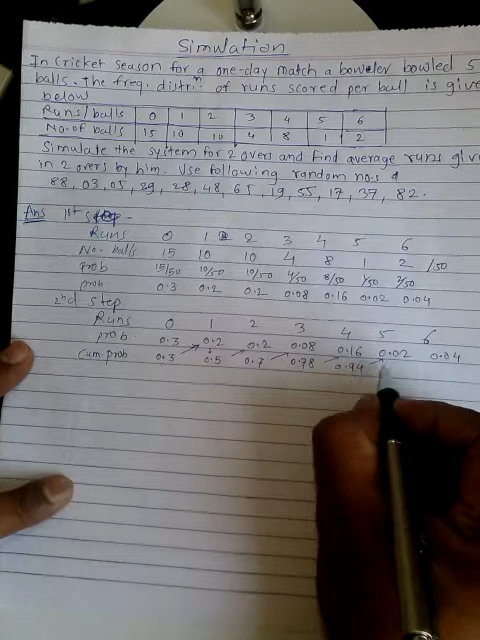 Simulation
In Cricket season for a one-day match a bowler bowled 5
balls. The freq. distriⁿ of runs scored per ball is give
below
Runs/balls 0 1 2 3 4 5 6
No.of balls 15 10 10 4 8 1 2
Simulate the system for 2 overs and find average runs giv
in 2 overs by him. Use following random no.s
88, 03, 05, 29, 28, 48, 65, 19, 55, 17, 37, 82.
Ans 1st step -
Runs 0 1 2 3 4 5 6
No. balls 15 10 10 4 8 1 2 /50
prob 15/50 10/50 10/50 4/50 8/50 1/50 2/50
prob 0.3 0.2 0.2 0.08 0.16 0.02 0.04
2nd step
Runs 0 1 2 3 4 5 6
prob 0.3 0.2 0.2 0.08 0.16 0.02 0.04
Cum prob 0.3 0.5 0.7 0.78 0.94